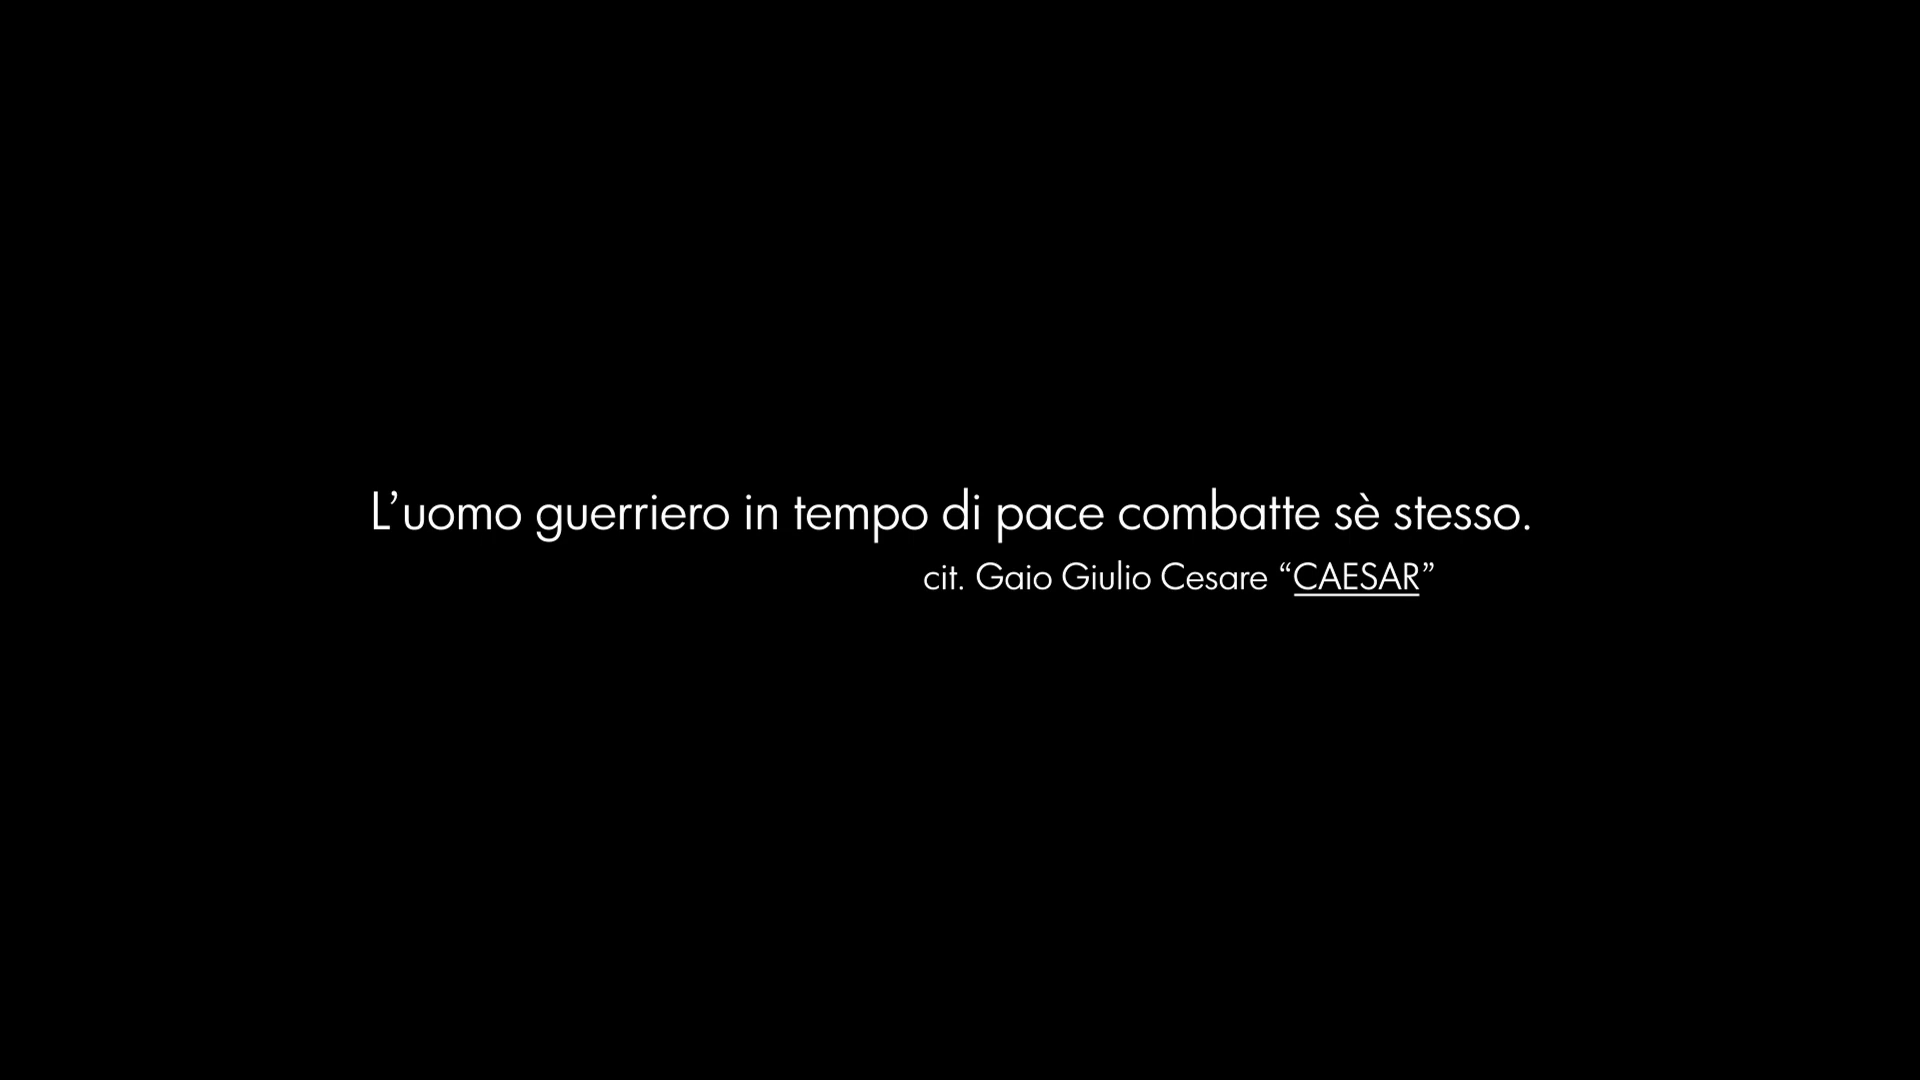 L’uomo guerriero in tempo di pace combatte sè stesso.
cit. Gaio Giulio Cesare “CAESAR”